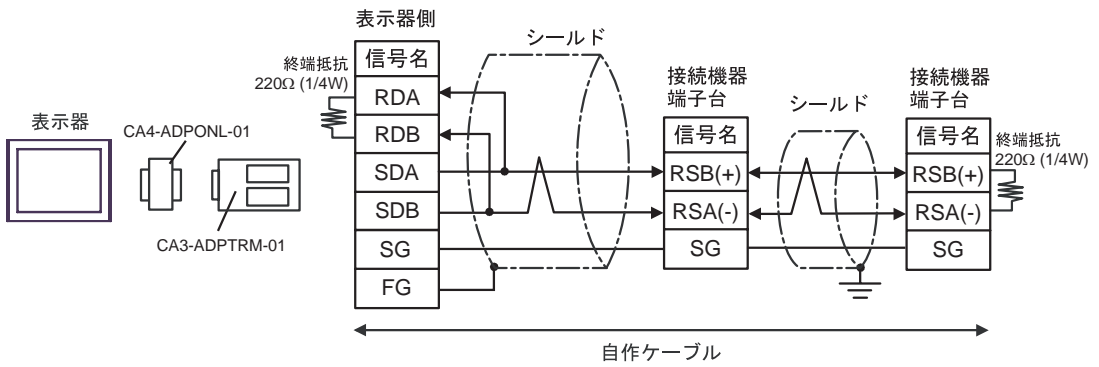 表示器
CA4-ADPONL-01
CA3-ADPTRM-01
終端抵抗
220Ω (1/4W)
表示器側
信号名
RDA
RDB
SDA
SDB
SG
FG
シールド
接続機器
端子台
信号名
RSB(+)
RSA(-)
SG
シールド
接続機器
端子台
信号名
RSB(+)
RSA(-)
SG
終端抵抗
220Ω (1/4W)
自作ケーブル